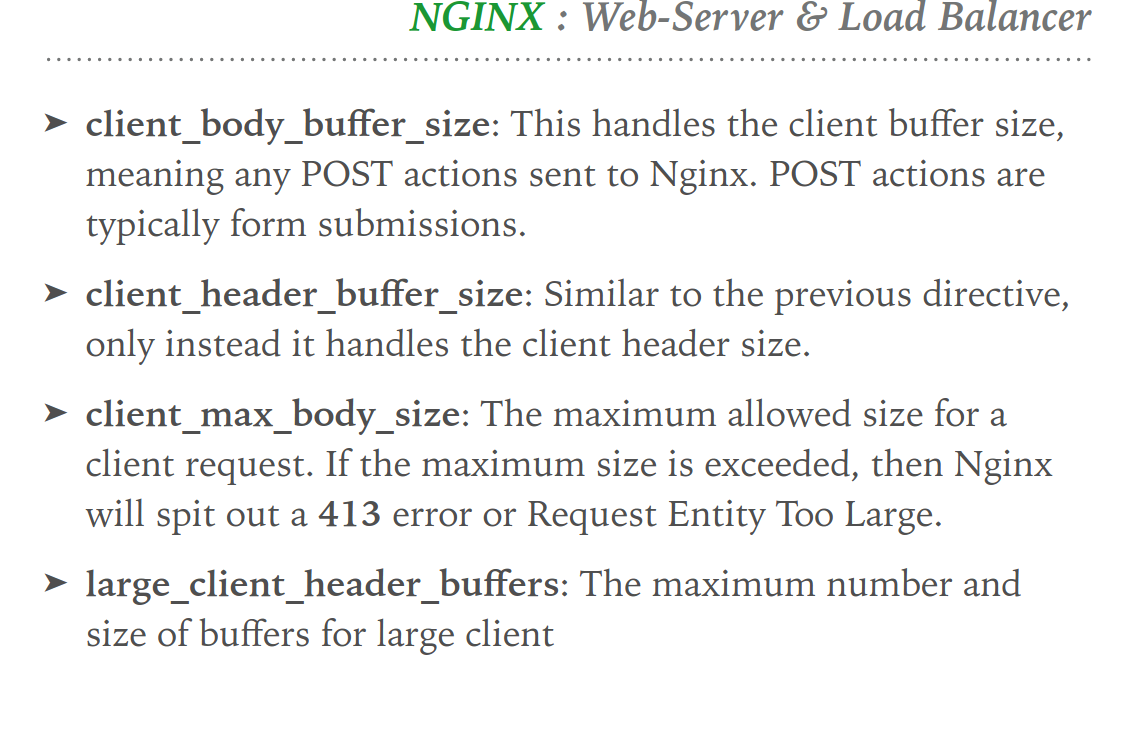 NGINX : Web-Server & Load Balancer
➤ client_body_buffer_size: This handles the client buffer size,
meaning any POST actions sent to Nginx. POST actions are
typically form submissions.
➤ client_header_buffer_size: Similar to the previous directive,
only instead it handles the client header size.
➤ client_max_body_size: The maximum allowed size for a
client request. If the maximum size is exceeded, then Nginx
will spit out a 413 error or Request Entity Too Large.
➤ large_client_header_buffers: The maximum number and
size of buffers for large client